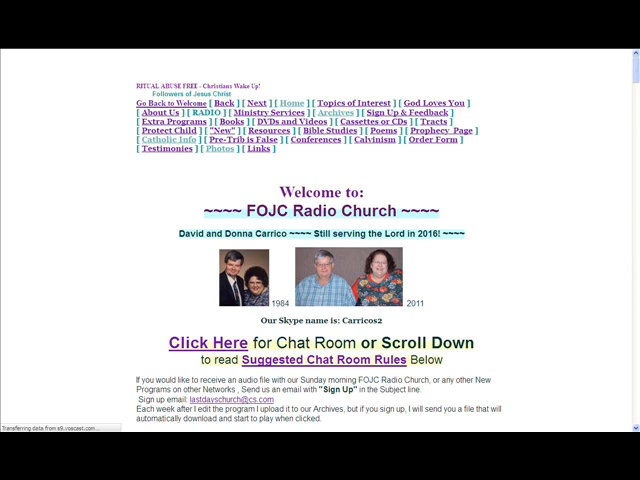 RITUAL ABUSE FREE - Christians Wake Up!
Followers of Jesus Christ
Go Back to Welcome [ Back ] [ Next ] [ Home ] [ Topics of Interest ] [ God Loves You ]
[ About Us ] [ RADIO ] [ Ministry Services ] [ Archives ] [ Sign Up & Feedback ]
[ Extra Programs ] [ Books ] [ DVDs and Videos ] [ Cassettes or CDs ] [ Tracts ]
[ Protect Child ] [ "New" ] [ Resources ] [ Bible Studies ] [ Poems ] [ Prophecy Page ]
[ Catholic Info ] [ Pre-Trib is False ] [ Conferences ] [ Calvinism ] [ Order Form ]
[ Testimonies ] [ Photos ] [ Links ]
Welcome to:
~~~~ FOJC Radio Church ~~~~
David and Donna Carrico ~~~~ Still serving the Lord in 2016! ~~~~
1984 2011
Our Skype name is: Carricos2
Click Here for Chat Room or Scroll Down
to read Suggested Chat Room Rules Below
If you would like to receive an audio file with our Sunday morning FOJC Radio Church, or any other New
Programs on other Networks , Send us an email with "Sign Up" in the Subject line.
Sign up email: lastdayschurch@cs.com
Each week after I edit the program I upload it to our Archives, but if you sign up, I will send you a file that will
automatically download and start to play when clicked.
Transferring data from s9.voscast.com...